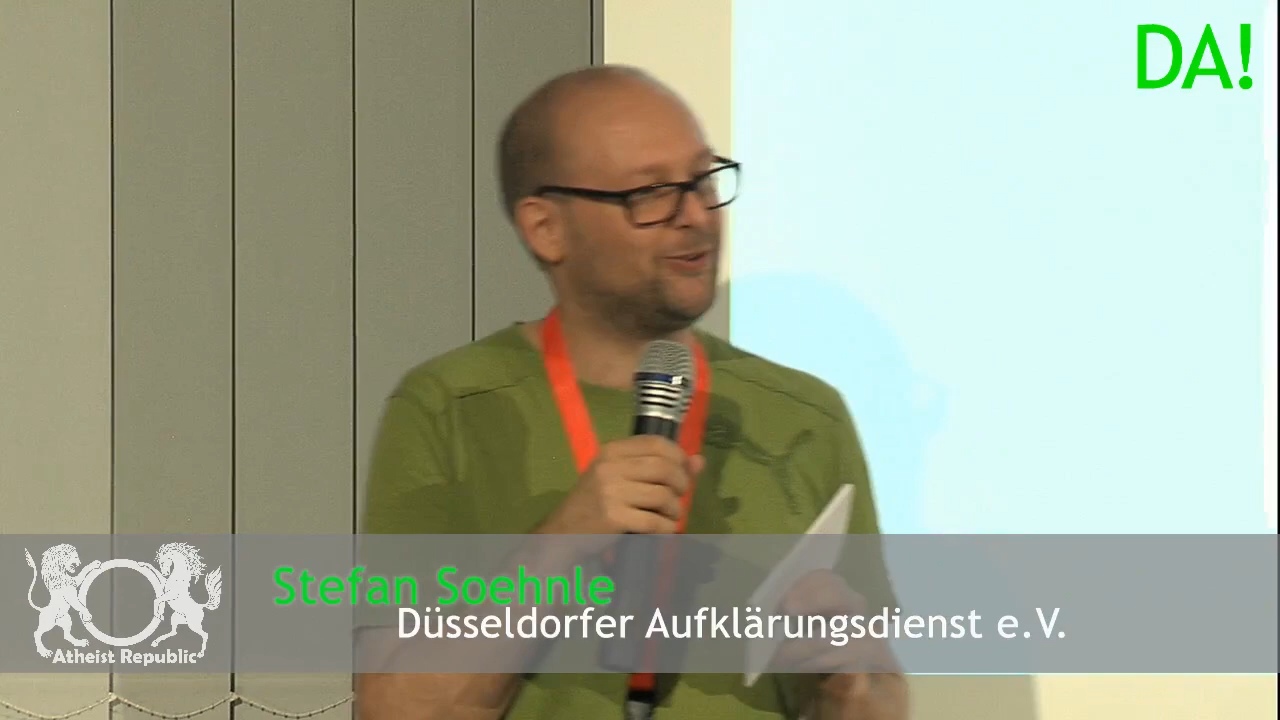 DA!
Stefan Soehnle
Düsseldorfer Aufklärungsdienst e.V.
Atheist Republic